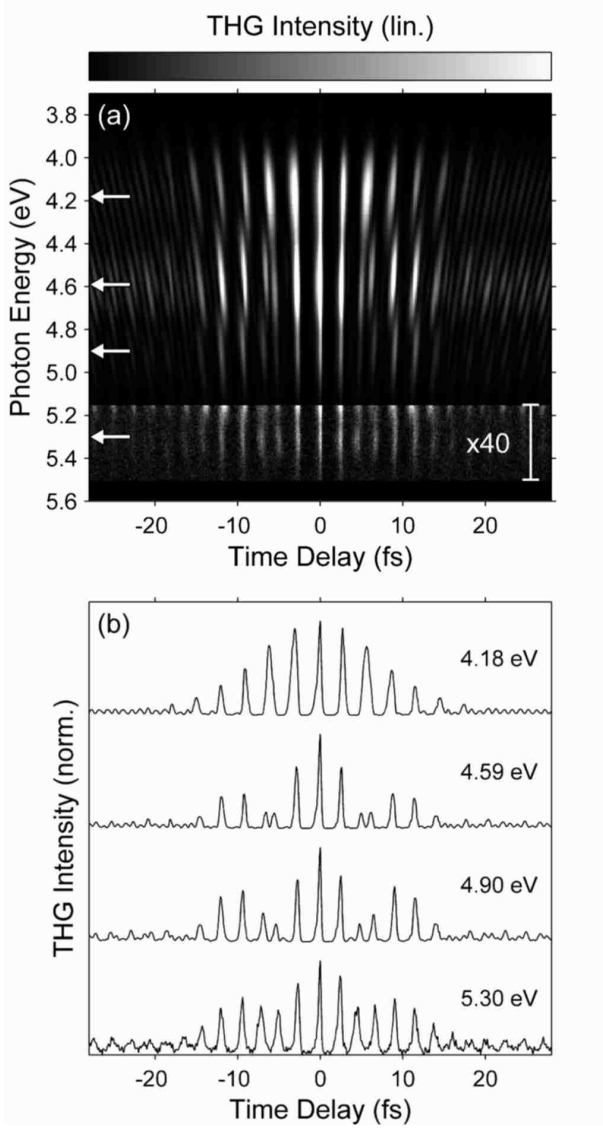 THG Intensity (lin.)
(a)
3.8
4.0
4.2
4.4
4.6
4.8
5.0
5.2
5.4
5.6
Photon Energy (eV)
x40
-20 -10 0 10 20
Time Delay (fs)
(b)
4.18 eV
4.59 eV
4.90 eV
5.30 eV
THG Intensity (norm.)
-20 -10 0 10 20
Time Delay (fs)